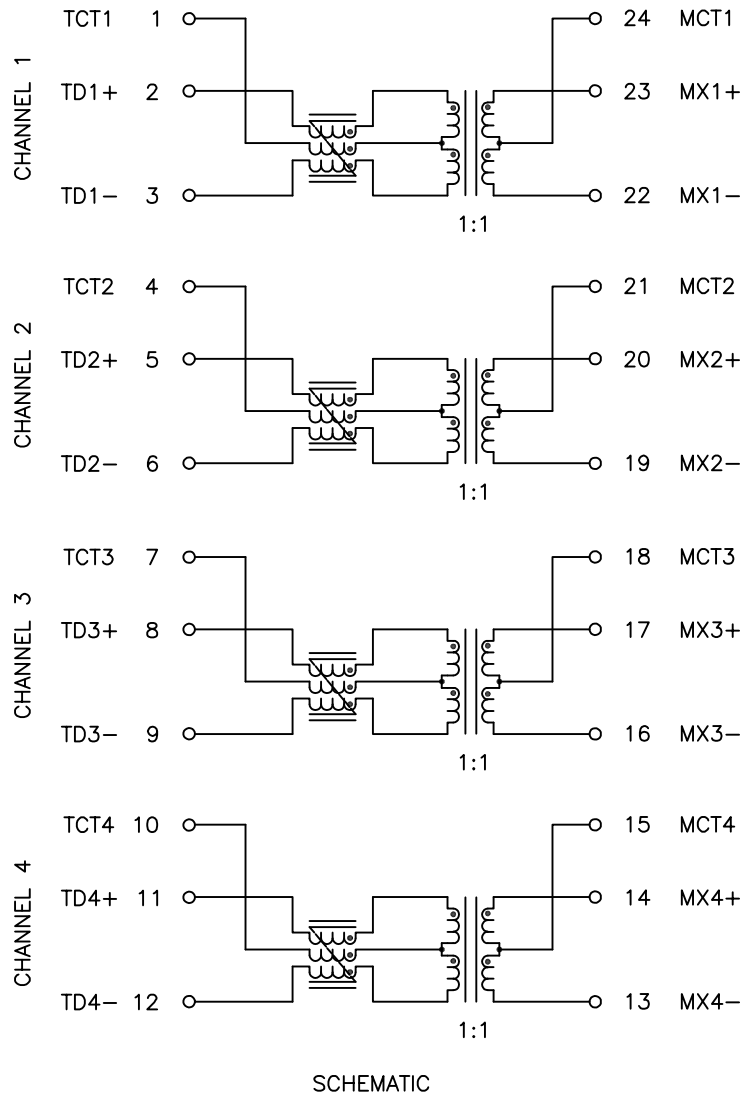 CHANNEL 1
TCT1 1 24 MCT1
TD1+ 2 23 MX1+
TD1− 3 22 MX1−
1:1
CHANNEL 2
TCT2 4 21 MCT2
TD2+ 5 20 MX2+
TD2− 6 19 MX2−
1:1
CHANNEL 3
TCT3 7 18 MCT3
TD3+ 8 17 MX3+
TD3− 9 16 MX3−
1:1
CHANNEL 4
TCT4 10 15 MCT4
TD4+ 11 14 MX4+
TD4− 12 13 MX4−
1:1
SCHEMATIC